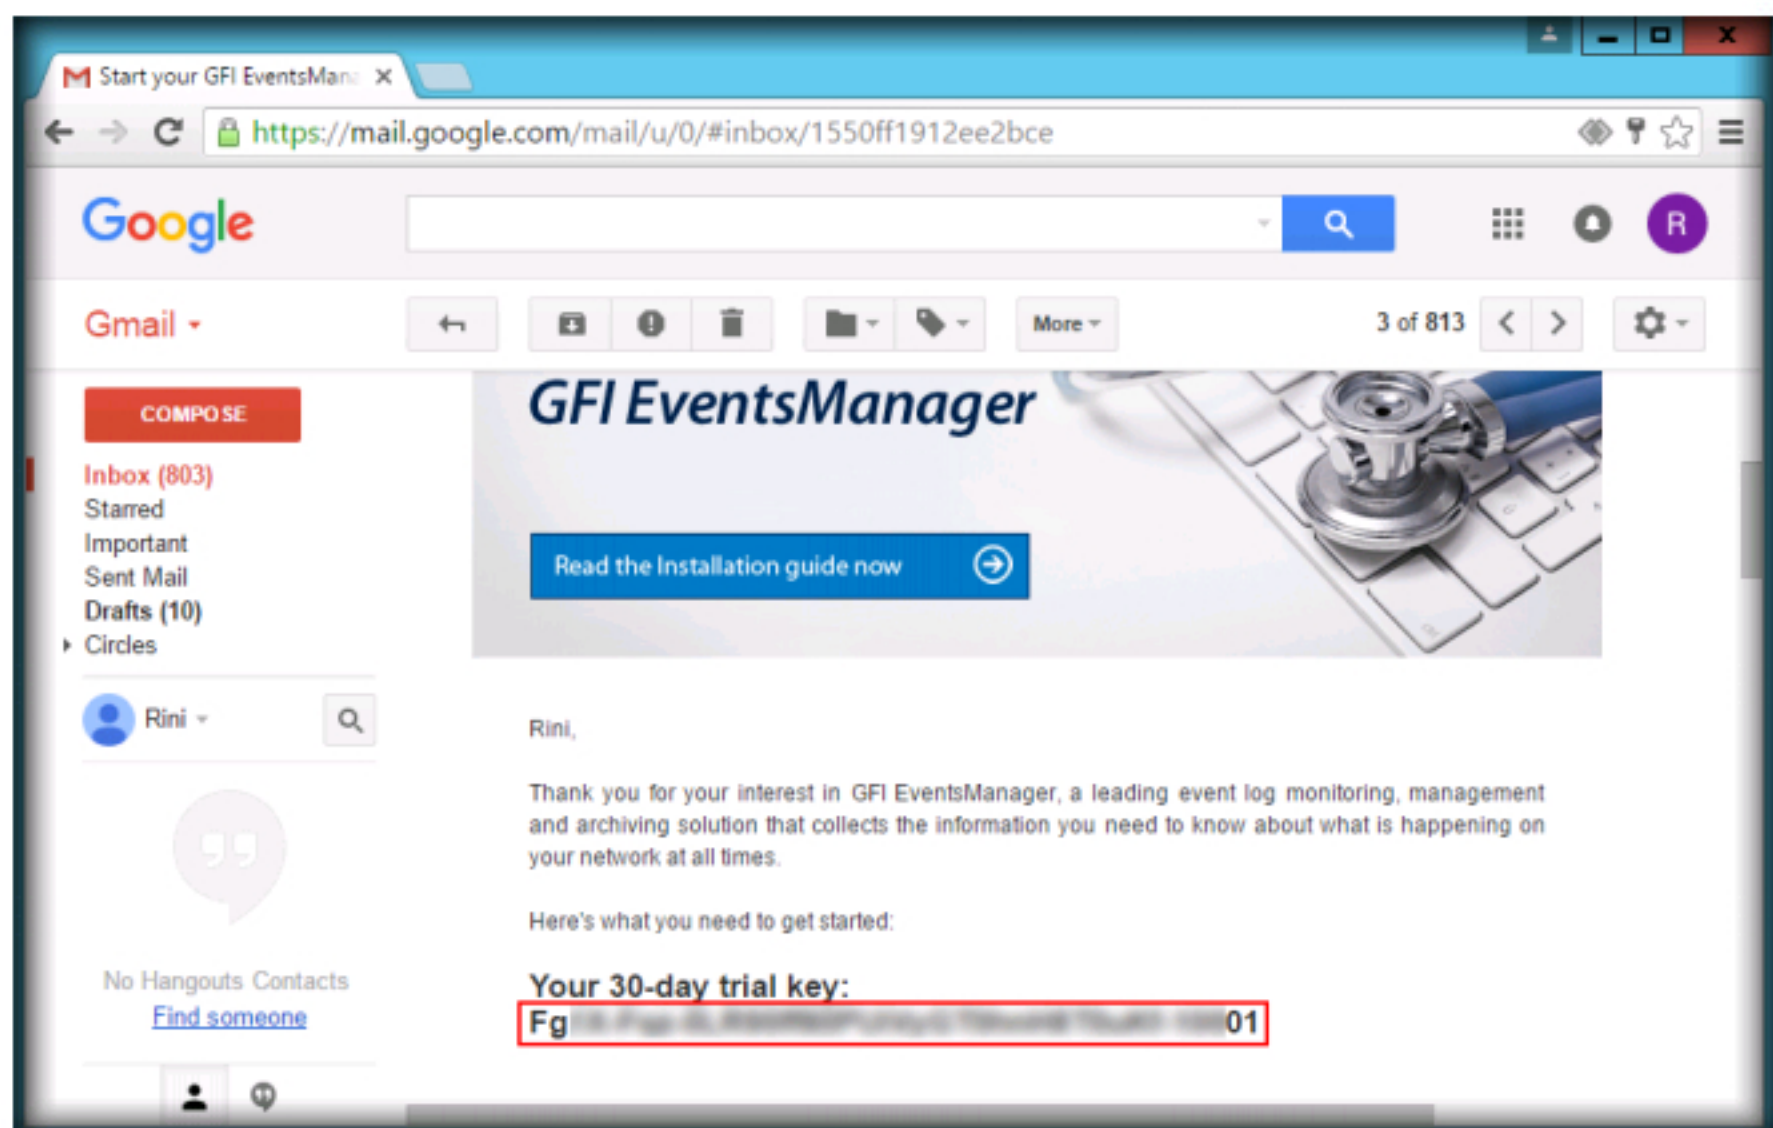 Start your GFI EventsMana
https://mail.google.com/mail/u/0/#inbox/1550ff1912ee2bce
Google
R
Gmail
More
3 of 813
GFI EventsManager
Read the Installation guide now
COMPOSE
Inbox (803)
Starred
Important
Sent Mail
Drafts (10)
Circles
Rini
No Hangouts Contacts
Find someone
Rini,
Thank you for your interest in GFI EventsManager, a leading event log monitoring, management
and archiving solution that collects the information you need to know about what is happening on
your network at all times.
Here's what you need to get started:
Your 30-day trial key:
Fg 01